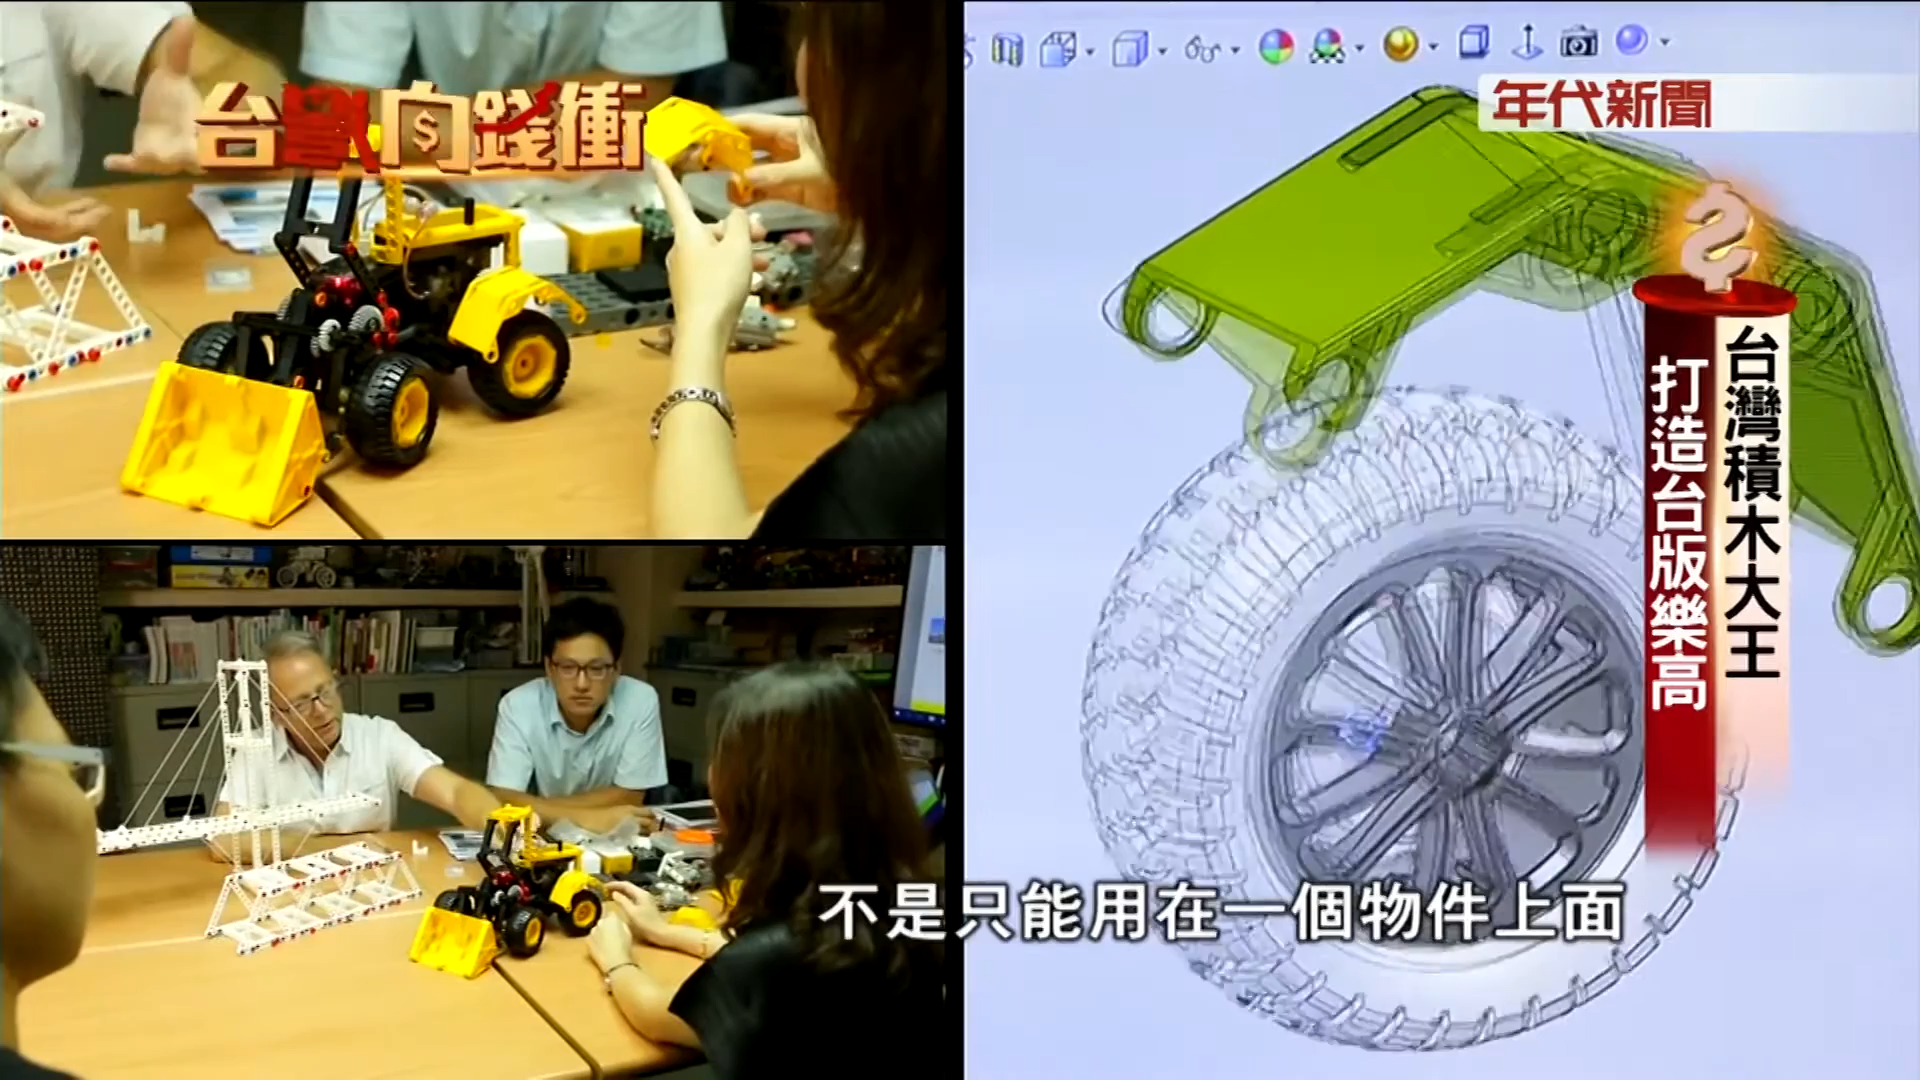 台灣向錢衝
年代新聞
台灣積木大王
打造台版樂高
不是只能用在一個物件上面